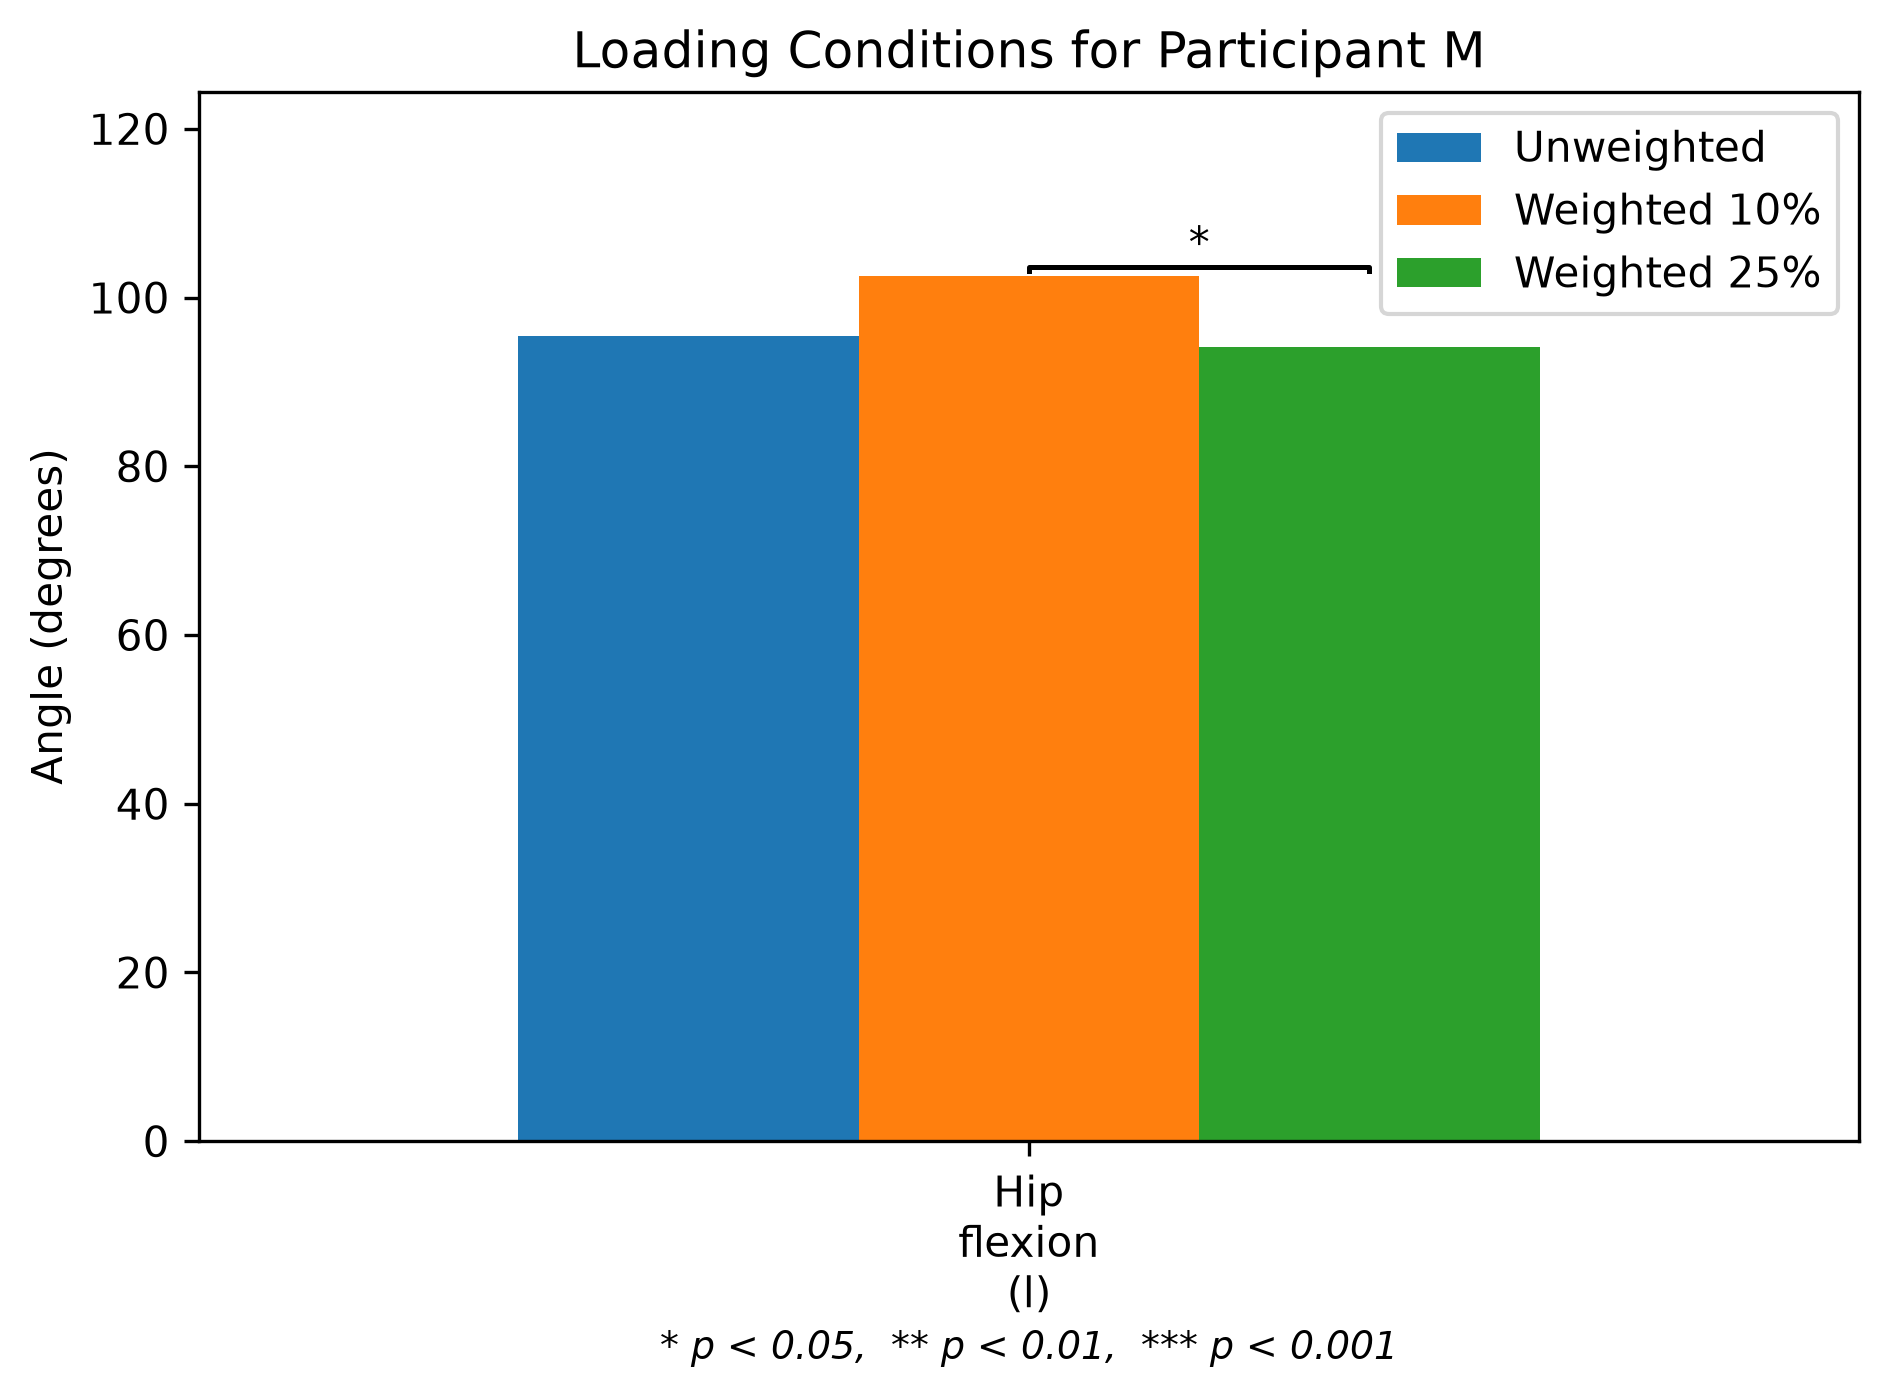 Loading Conditions for Participant M
120
100
80
60
40
20
0
Angle (degrees)
*
Unweighted
Weighted 10%
Weighted 25%
Hip
flexion
(l)
* p < 0.05, ** p < 0.01, *** p < 0.001